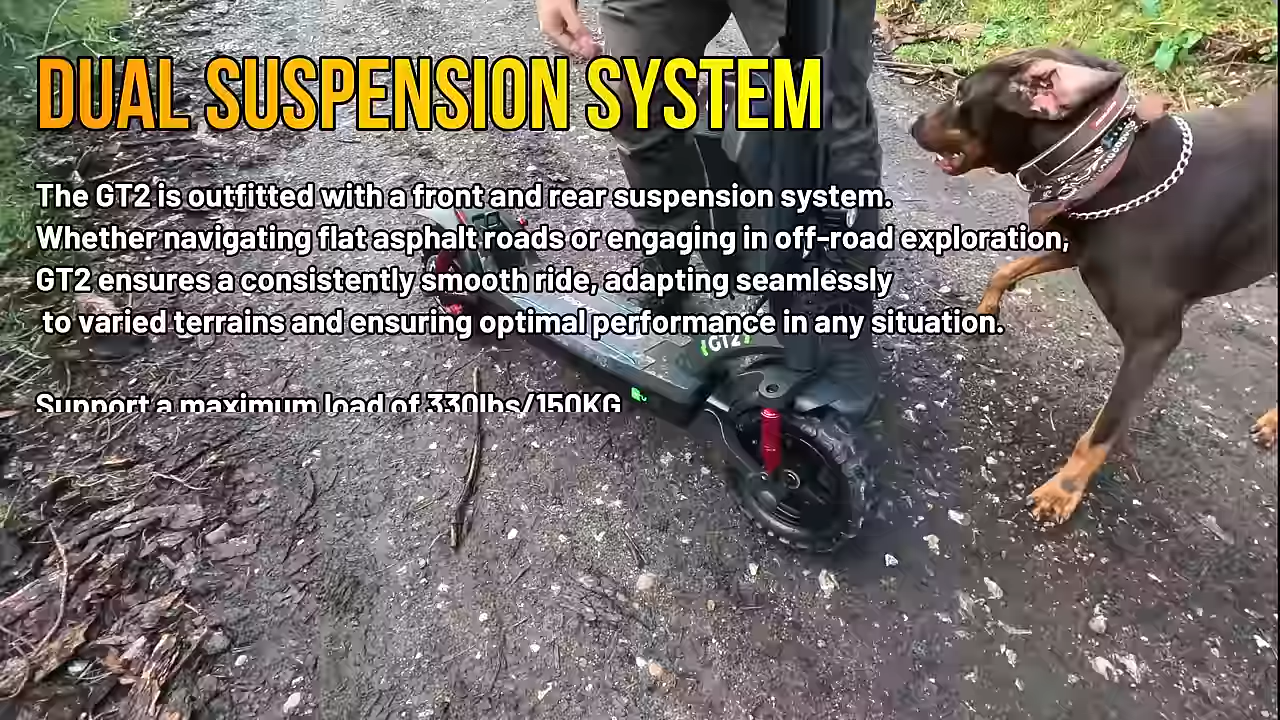 DUAL SUSPENSION SYSTEM
The GT2 is outfitted with a front and rear suspension system.
Whether navigating flat asphalt roads or engaging in off-road exploration,
GT2 ensures a consistently smooth ride, adapting seamlessly
to varied terrains and ensuring optimal performance in any situation.
Support a maximum load of 330lbs/150KG
GT2